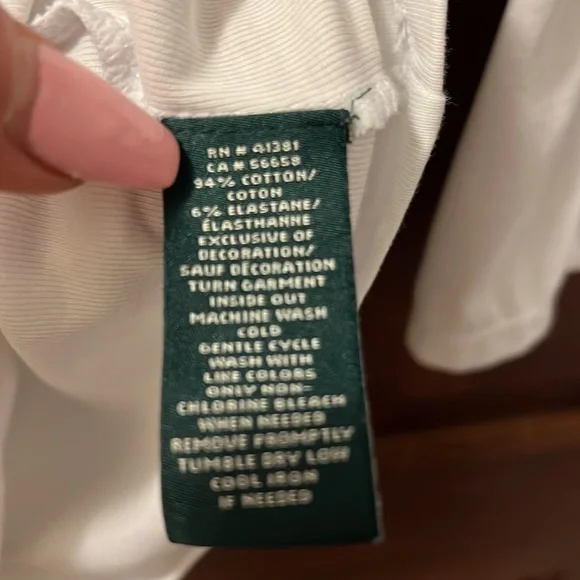 RN # 41381
CA # 56658
94% COTTON/
COTON
6% ELASTANE/
ÉLASTHANNE
EXCLUSIVE OF
DECORATION/
SAUF DÉCORATION
TURN GARMENT
INSIDE OUT
MACHINE WASH
COLD
GENTLE CYCLE
WASH WITH
LIKE COLORS
ONLY NON-
CHLORINE BLEACH
WHEN NEEDED
REMOVE PROMPTLY
TUMBLE DRY LOW
COOL IRON
IF NEEDED